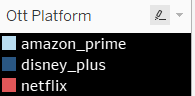 Ott Platform
amazon_prime
disney_plus
netflix